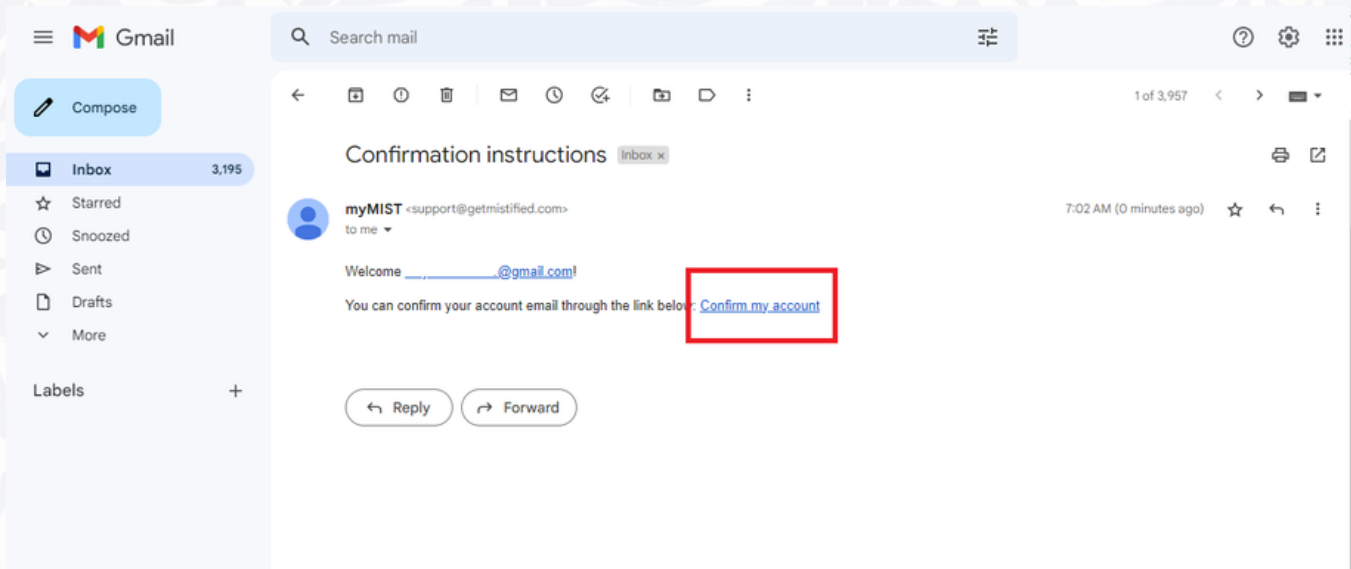 Gmail
Search mail
Compose
1 of 3,957
Confirmation instructions Inbox x
Inbox 3,195
Starred
Snoozed
Sent
Drafts
More
Labels
myMIST <support@getmistified.com>
7:02 AM (0 minutes ago)
to me
Welcome @gmail.com!
You can confirm your account email through the link below: Confirm my account
Reply
Forward